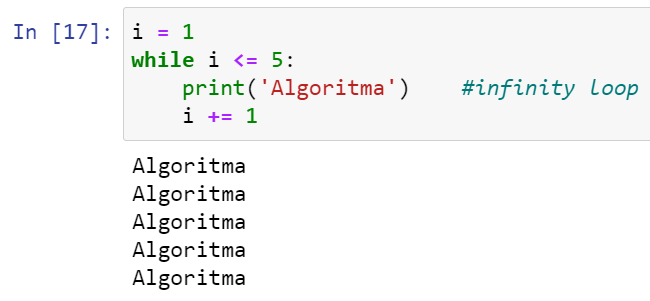 In [17]: i = 1
while i <= 5:
    print('Algoritma')    #infinity loop
    i += 1
Algoritma
Algoritma
Algoritma
Algoritma
Algoritma